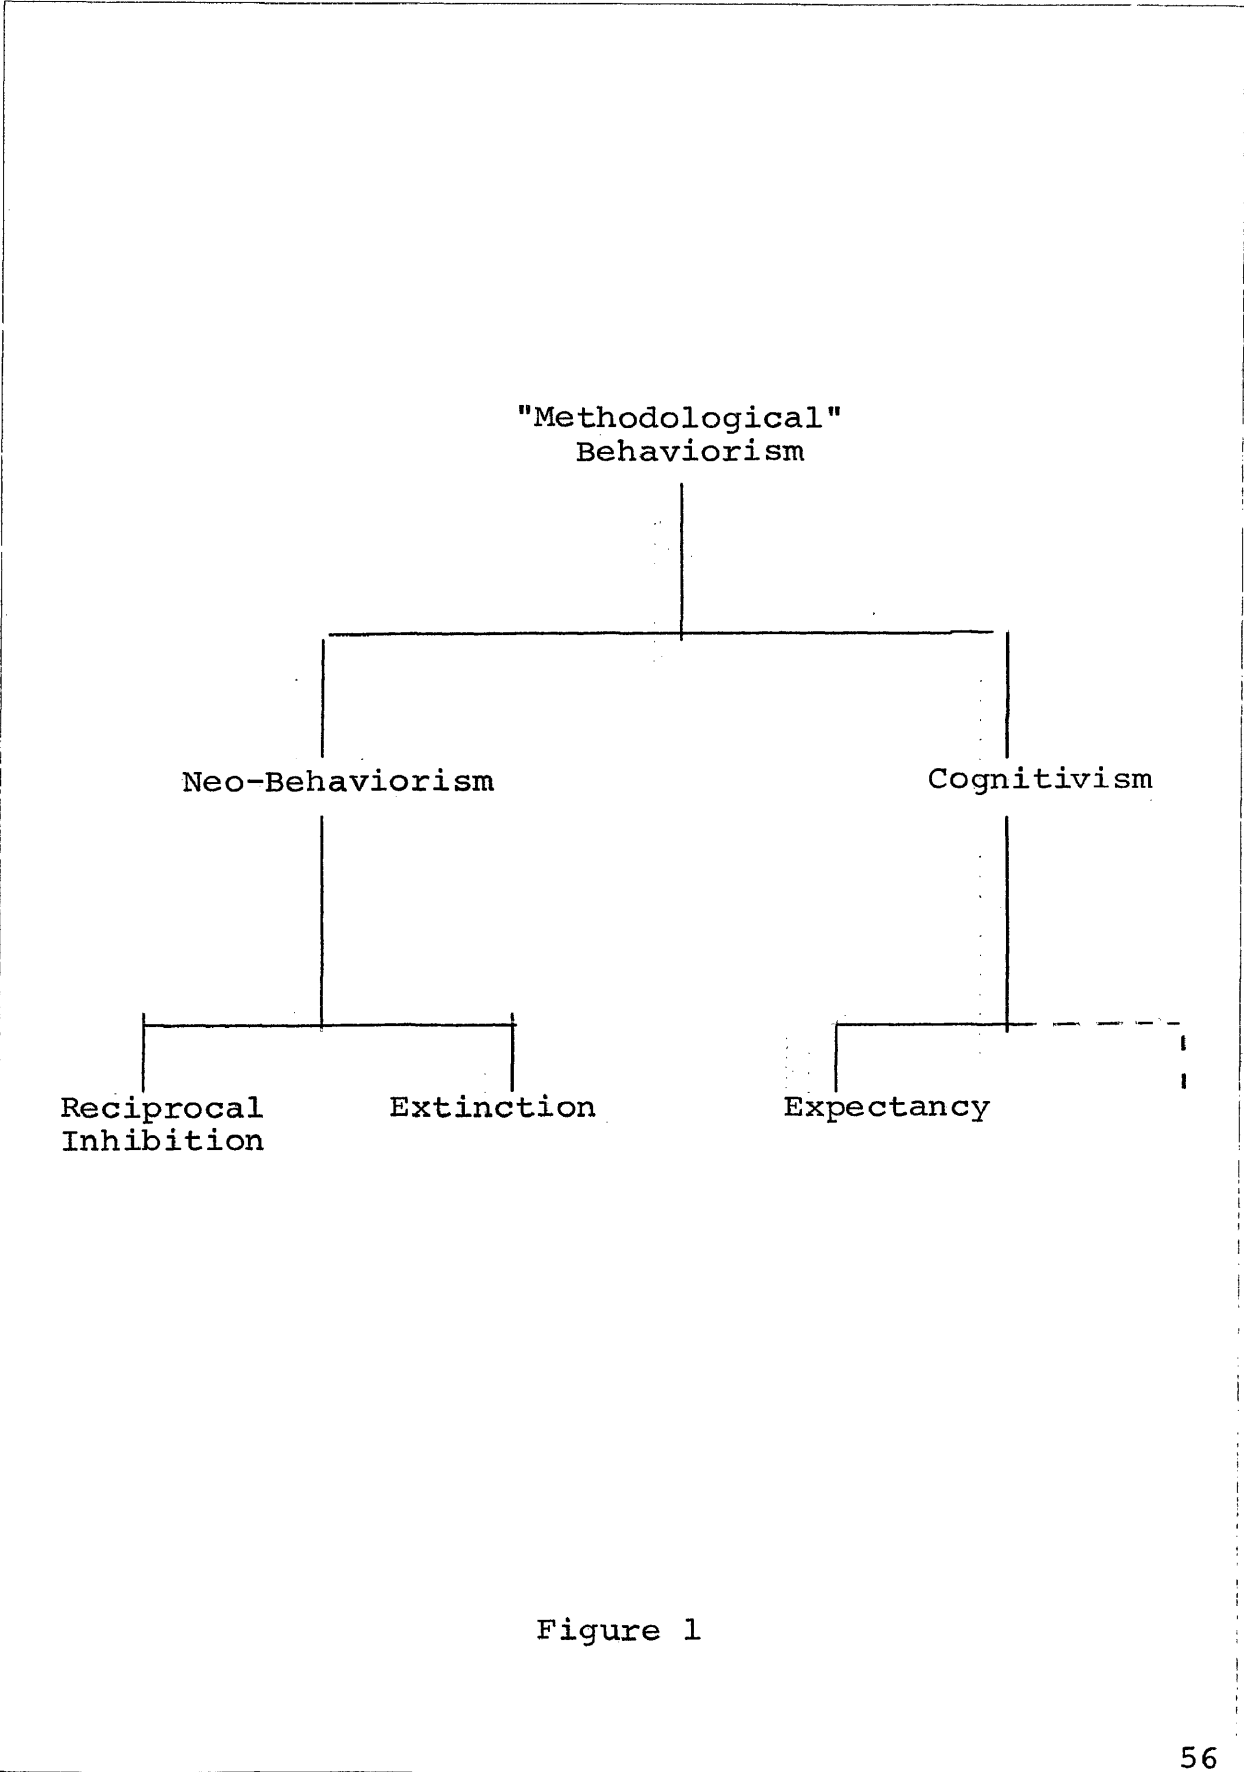 "Methodological"
Behaviorism
Neo-Behaviorism
Cognitivism
Reciprocal
Inhibition
Extinction
Expectancy
Figure 1
56